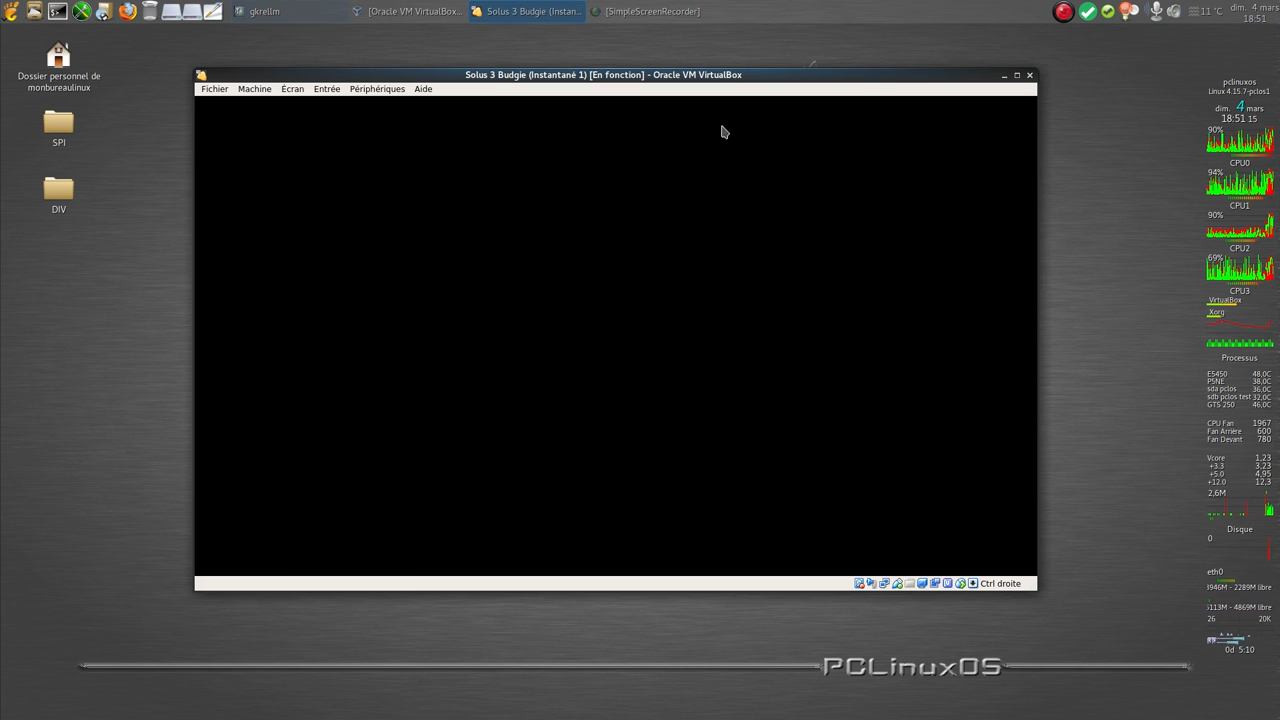 gkrellm
[Oracle VM VirtualBox...
Solus 3 Budgie (Instan...
[SimpleScreenRecorder]
11 °C
dim. 4 mars
18:51
Solus 3 Budgie (Instantané 1) [En fonction] - Oracle VM VirtualBox
Fichier Machine Écran Entrée Périphériques Aide
Dossier personnel de
monbureaulinux
SPI
DIV
Ctrl droite
PCLinuxOS
pclinuxos
Linux 4.15.7-pclos1
dim. 4 mars
18:51 15
90%
CPU0
94%
CPU1
90%
CPU2
69%
CPU3
VirtualBox
Xorg
Processus
E5450 48,0C
P5NE 38,0C
sda pclos 36,0C
sdb pclos test 32,0C
GTS 250 46,0C
CPU Fan 1967
Fan Arrière 600
Fan Devant 780
Vcore 1,23
+3.3 3,23
+5.0 4,95
+12.0 12,3
2,6M
Disque
0
eth0
3946M - 2289M libre
5113M - 4869M libre
26 20K
0d 5:10